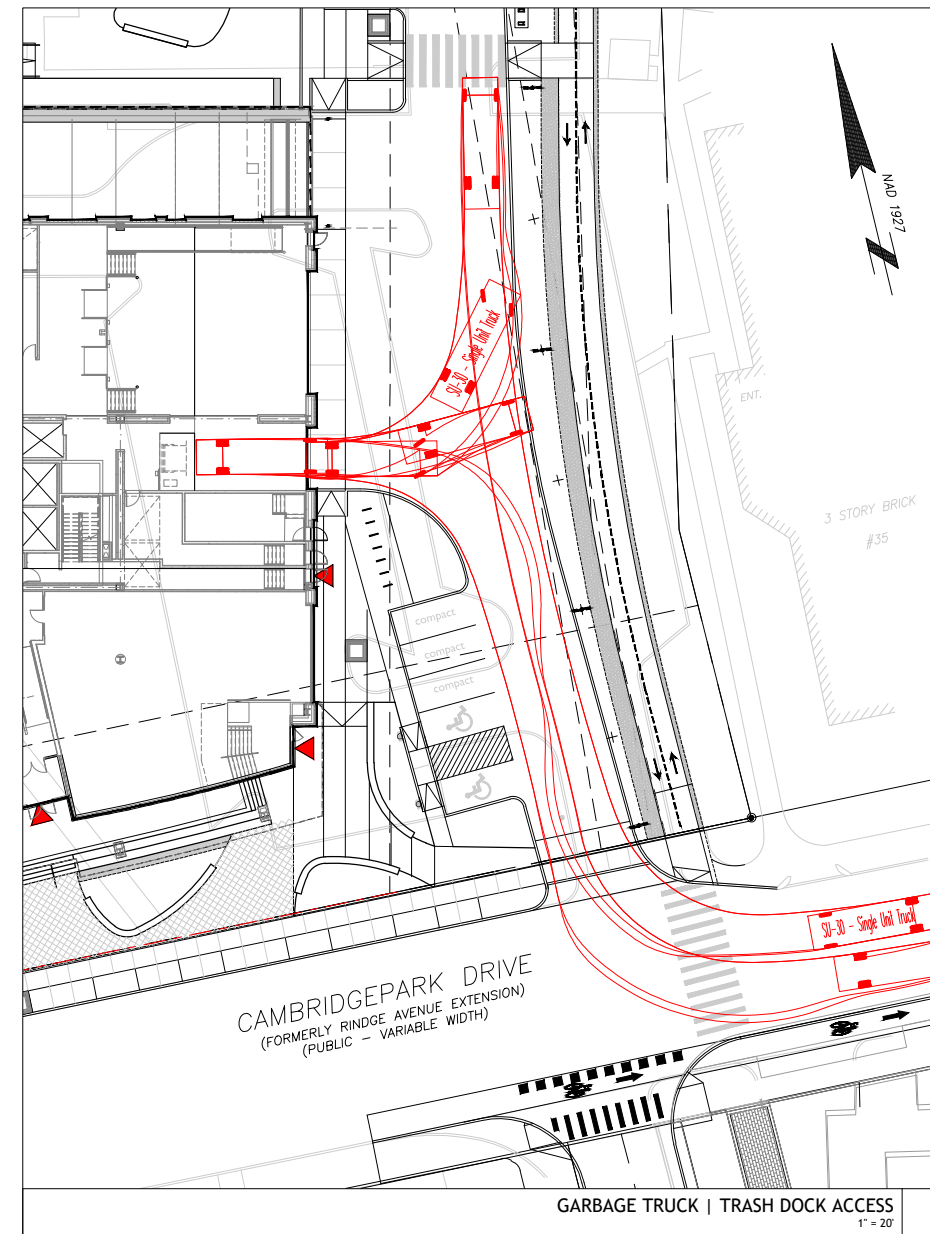 NAD 1927
SU-30 - Single Unit Truck
ENT.
3 STORY BRICK
#35
compact
compact
compact
SU-30 - Single Unit Truck
CAMBRIDGEPARK DRIVE
(FORMERLY RINDGE AVENUE EXTENSION)
(PUBLIC – VARIABLE WIDTH)
GARBAGE TRUCK | TRASH DOCK ACCESS
1" = 20'